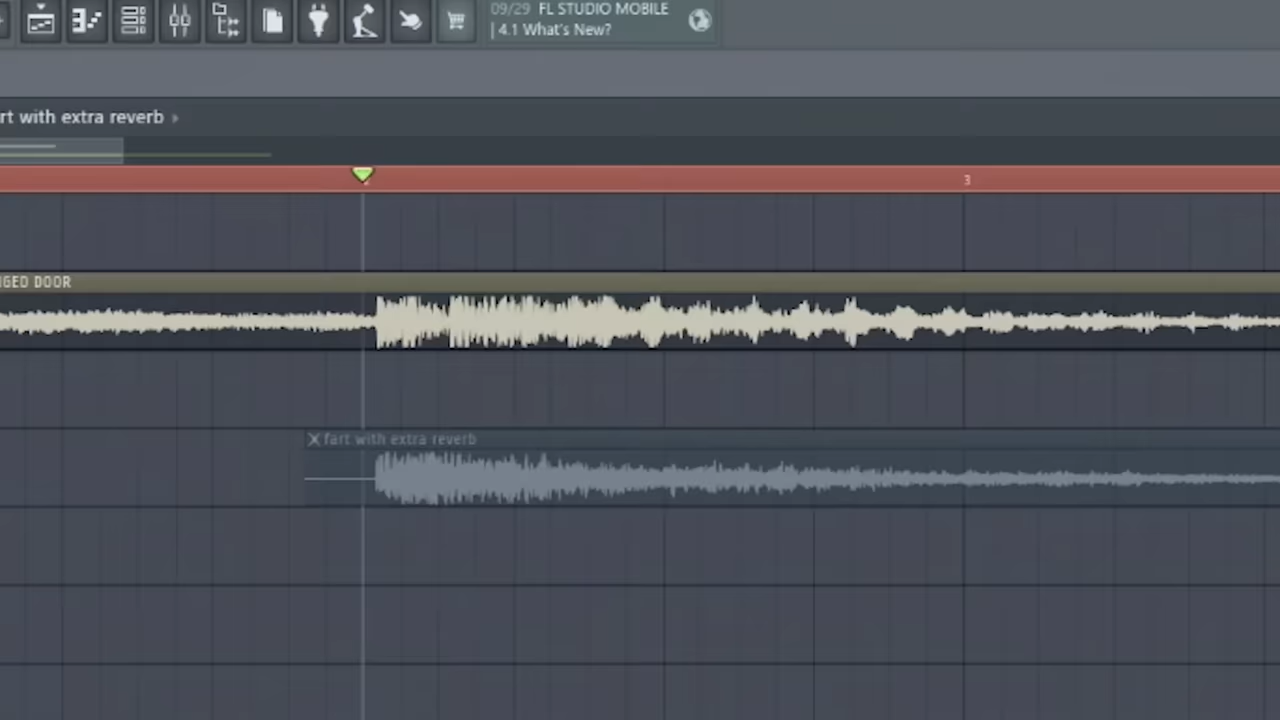 09/29 FL STUDIO MOBILE
| 4.1 What's New?
rt with extra reverb
3
GED DOOR
fart with extra reverb